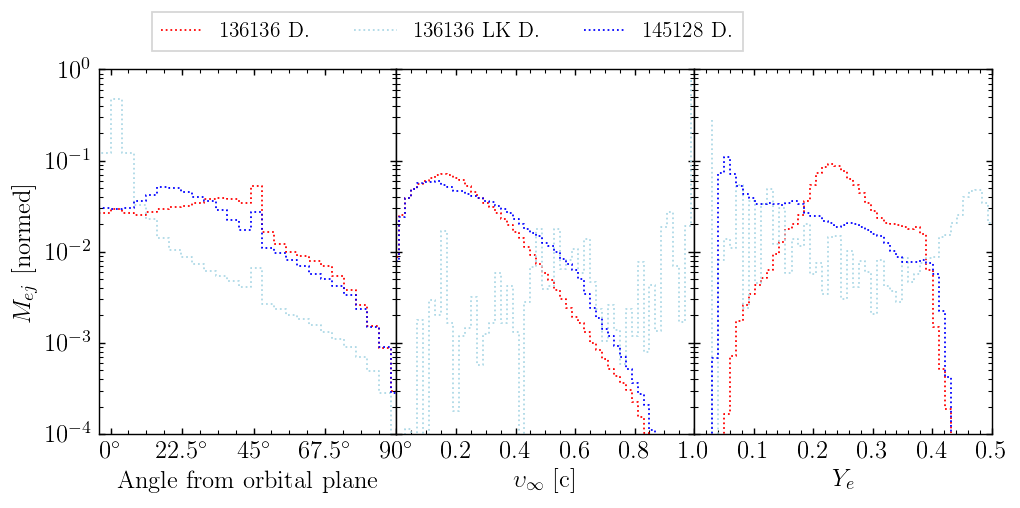 136136 D. 136136 LK D. 145128 D.
10⁰
10⁻¹
10⁻²
10⁻³
10⁻⁴
M_ej [normed]
0° 22.5° 45° 67.5° 90° 0.2 0.4 0.6 0.8 1.0 0.1 0.2 0.3 0.4 0.5
Angle from orbital plane υ_∞ [c] Y_e